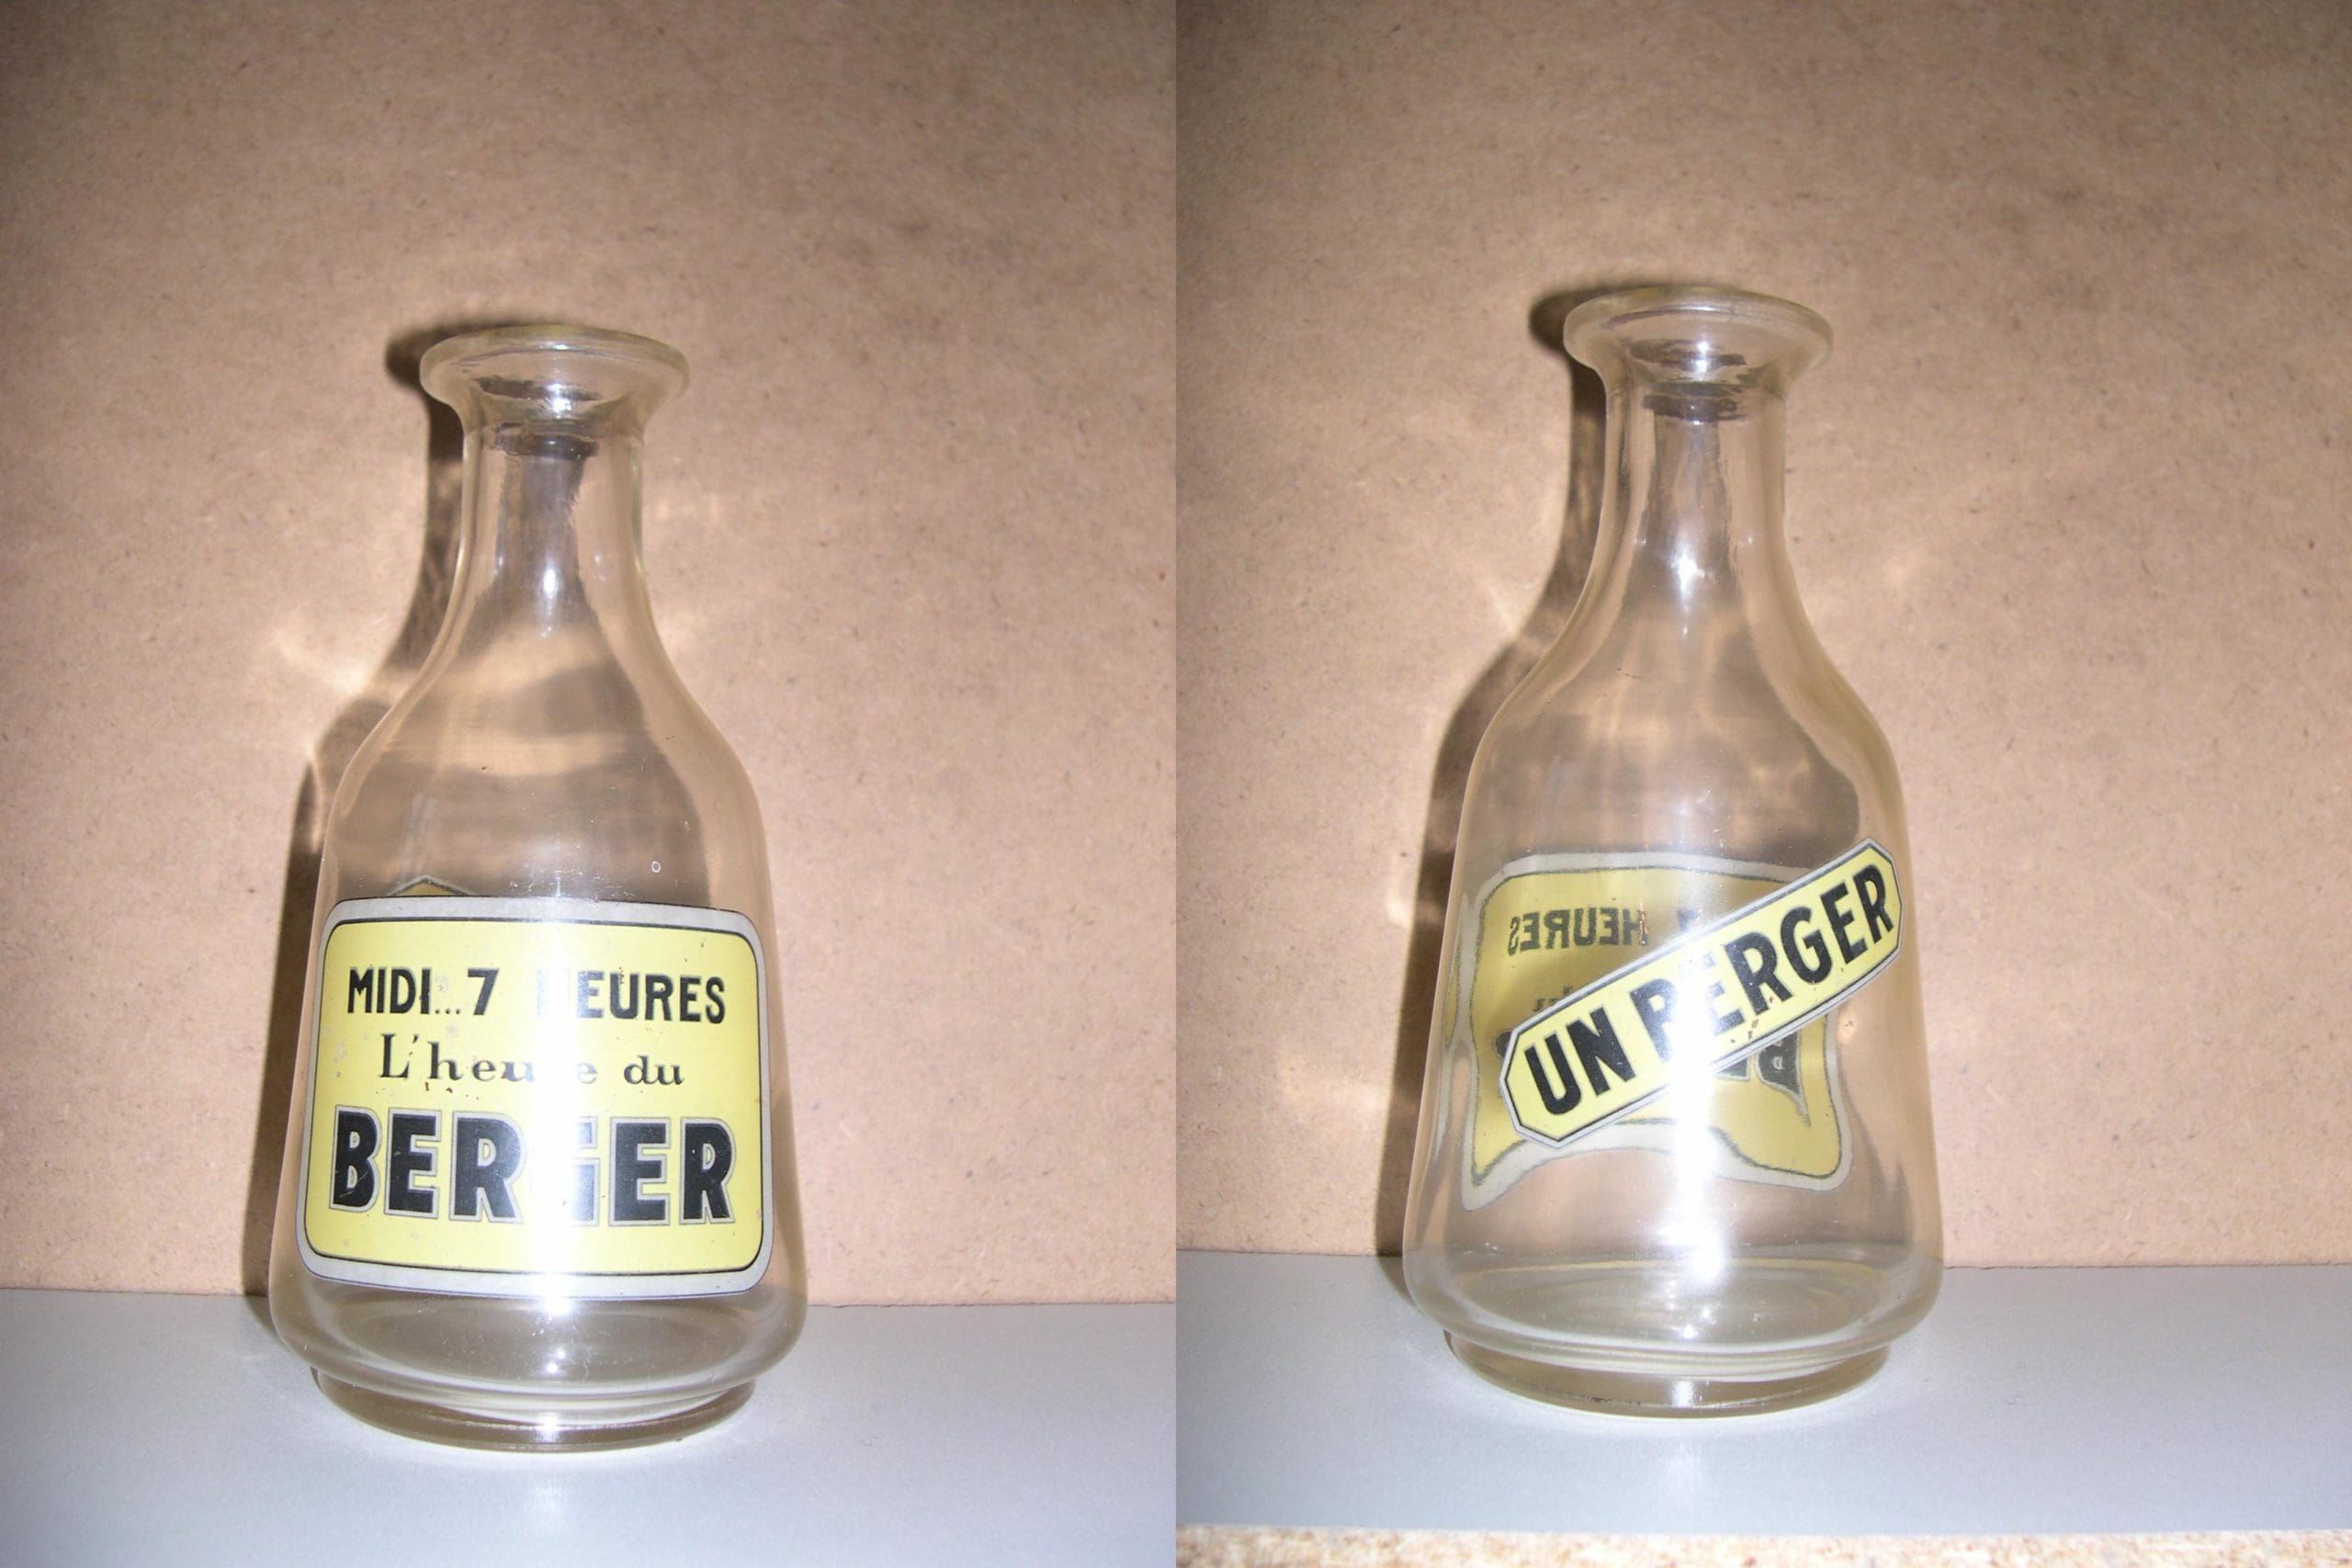 MIDI...7 HEURES
L'heure du
BERGER
UN BERGER
HEURES